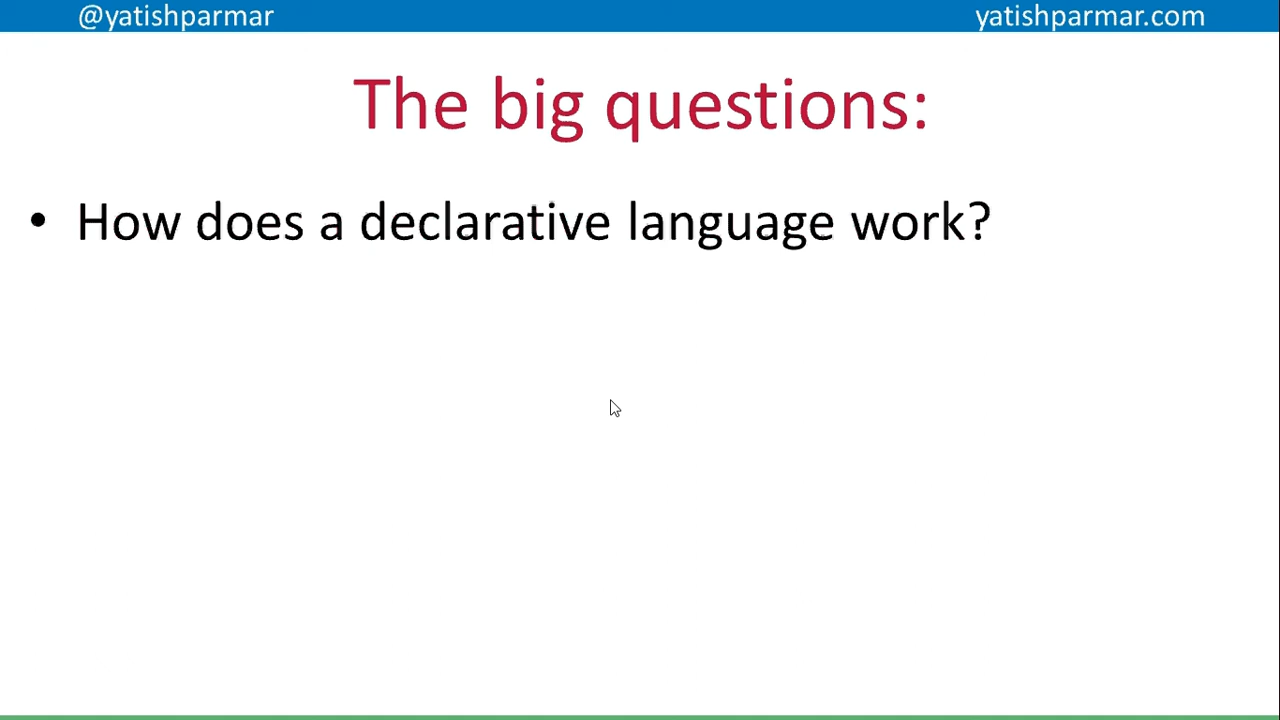 @yatishparmar
yatishparmar.com
The big questions:
• How does a declarative language work?